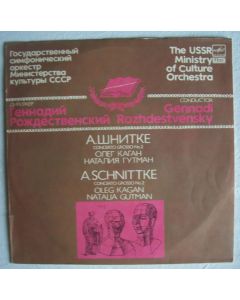 Государственный
симфонический
оркестр
Министерства
культуры СССР
The USSR
Ministry
of Culture
Orchestra
ДИРИЖЕР
Геннадий
Рождественский
CONDUCTOR
Gennadi
Rozhdestvensky
А.ШНИТКЕ
CONCERTO GROSSO No.2
ОЛЕГ КАГАН
НАТАЛИЯ ГУТМАН
A.SCHNITTKE
CONCERTO GROSSO No.2
OLEG KAGAN
NATALIA GUTMAN